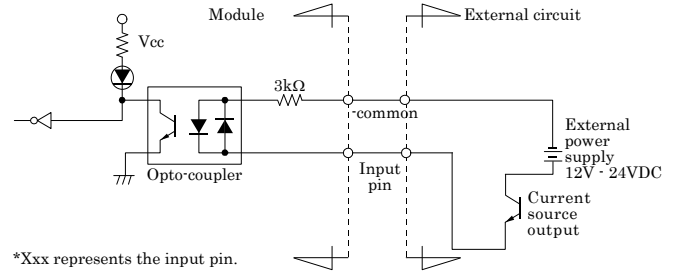 Module
External circuit
Vcc
3kΩ
-common
External
power
supply
12V - 24VDC
Input
pin
Opto-coupler
Current
source
output
*Xxx represents the input pin.